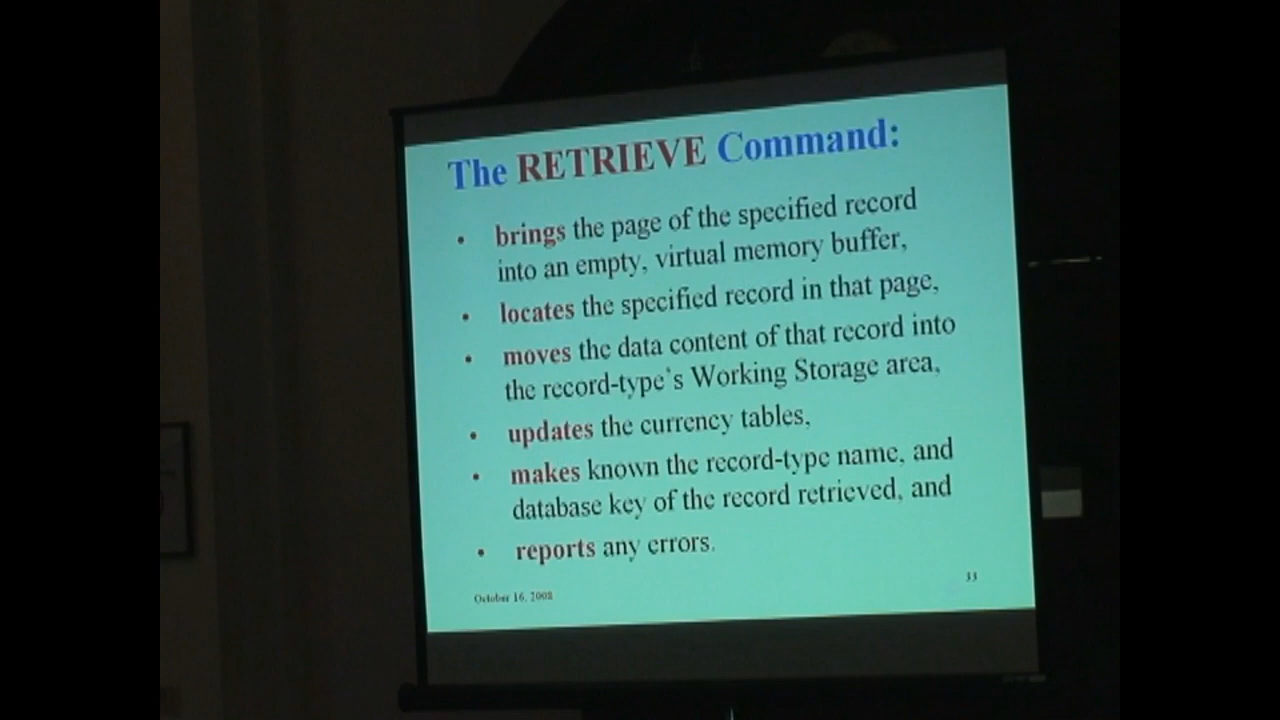 The RETRIEVE Command:
• brings the page of the specified record
into an empty, virtual memory buffer,
• locates the specified record in that page,
• moves the data content of that record into
the record-type's Working Storage area,
• updates the currency tables,
• makes known the record-type name, and
database key of the record retrieved, and
• reports any errors.
October 16, 2008
33